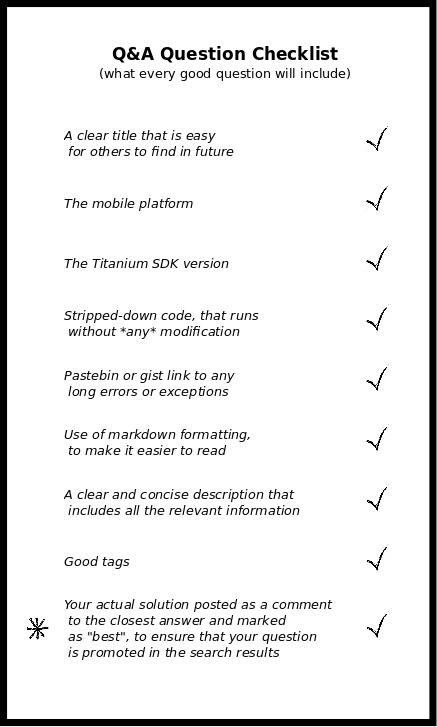 Q&A Question Checklist
(what every good question will include)
A clear title that is easy
for others to find in future
The mobile platform
The Titanium SDK version
Stripped-down code, that runs
without *any* modification
Pastebin or gist link to any
long errors or exceptions
Use of markdown formatting,
to make it easier to read
A clear and concise description that
includes all the relevant information
Good tags
Your actual solution posted as a comment
to the closest answer and marked
as "best", to ensure that your question
is promoted in the search results